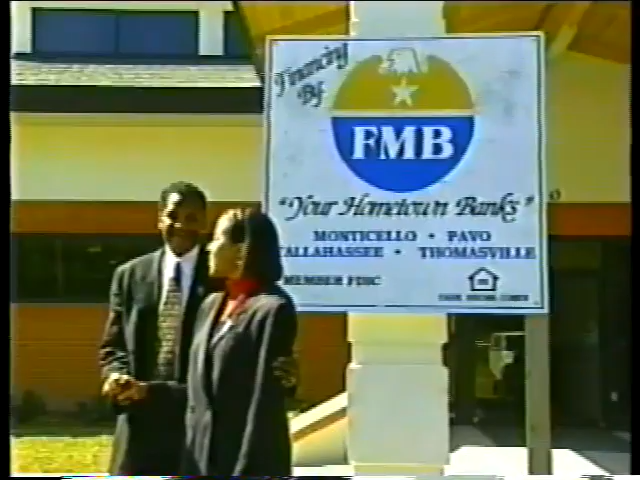 Financing
By:
FMB
"Your Hometown Banks"
MONTICELLO • PAVO
TALLAHASSEE • THOMASVILLE
MEMBER FDIC